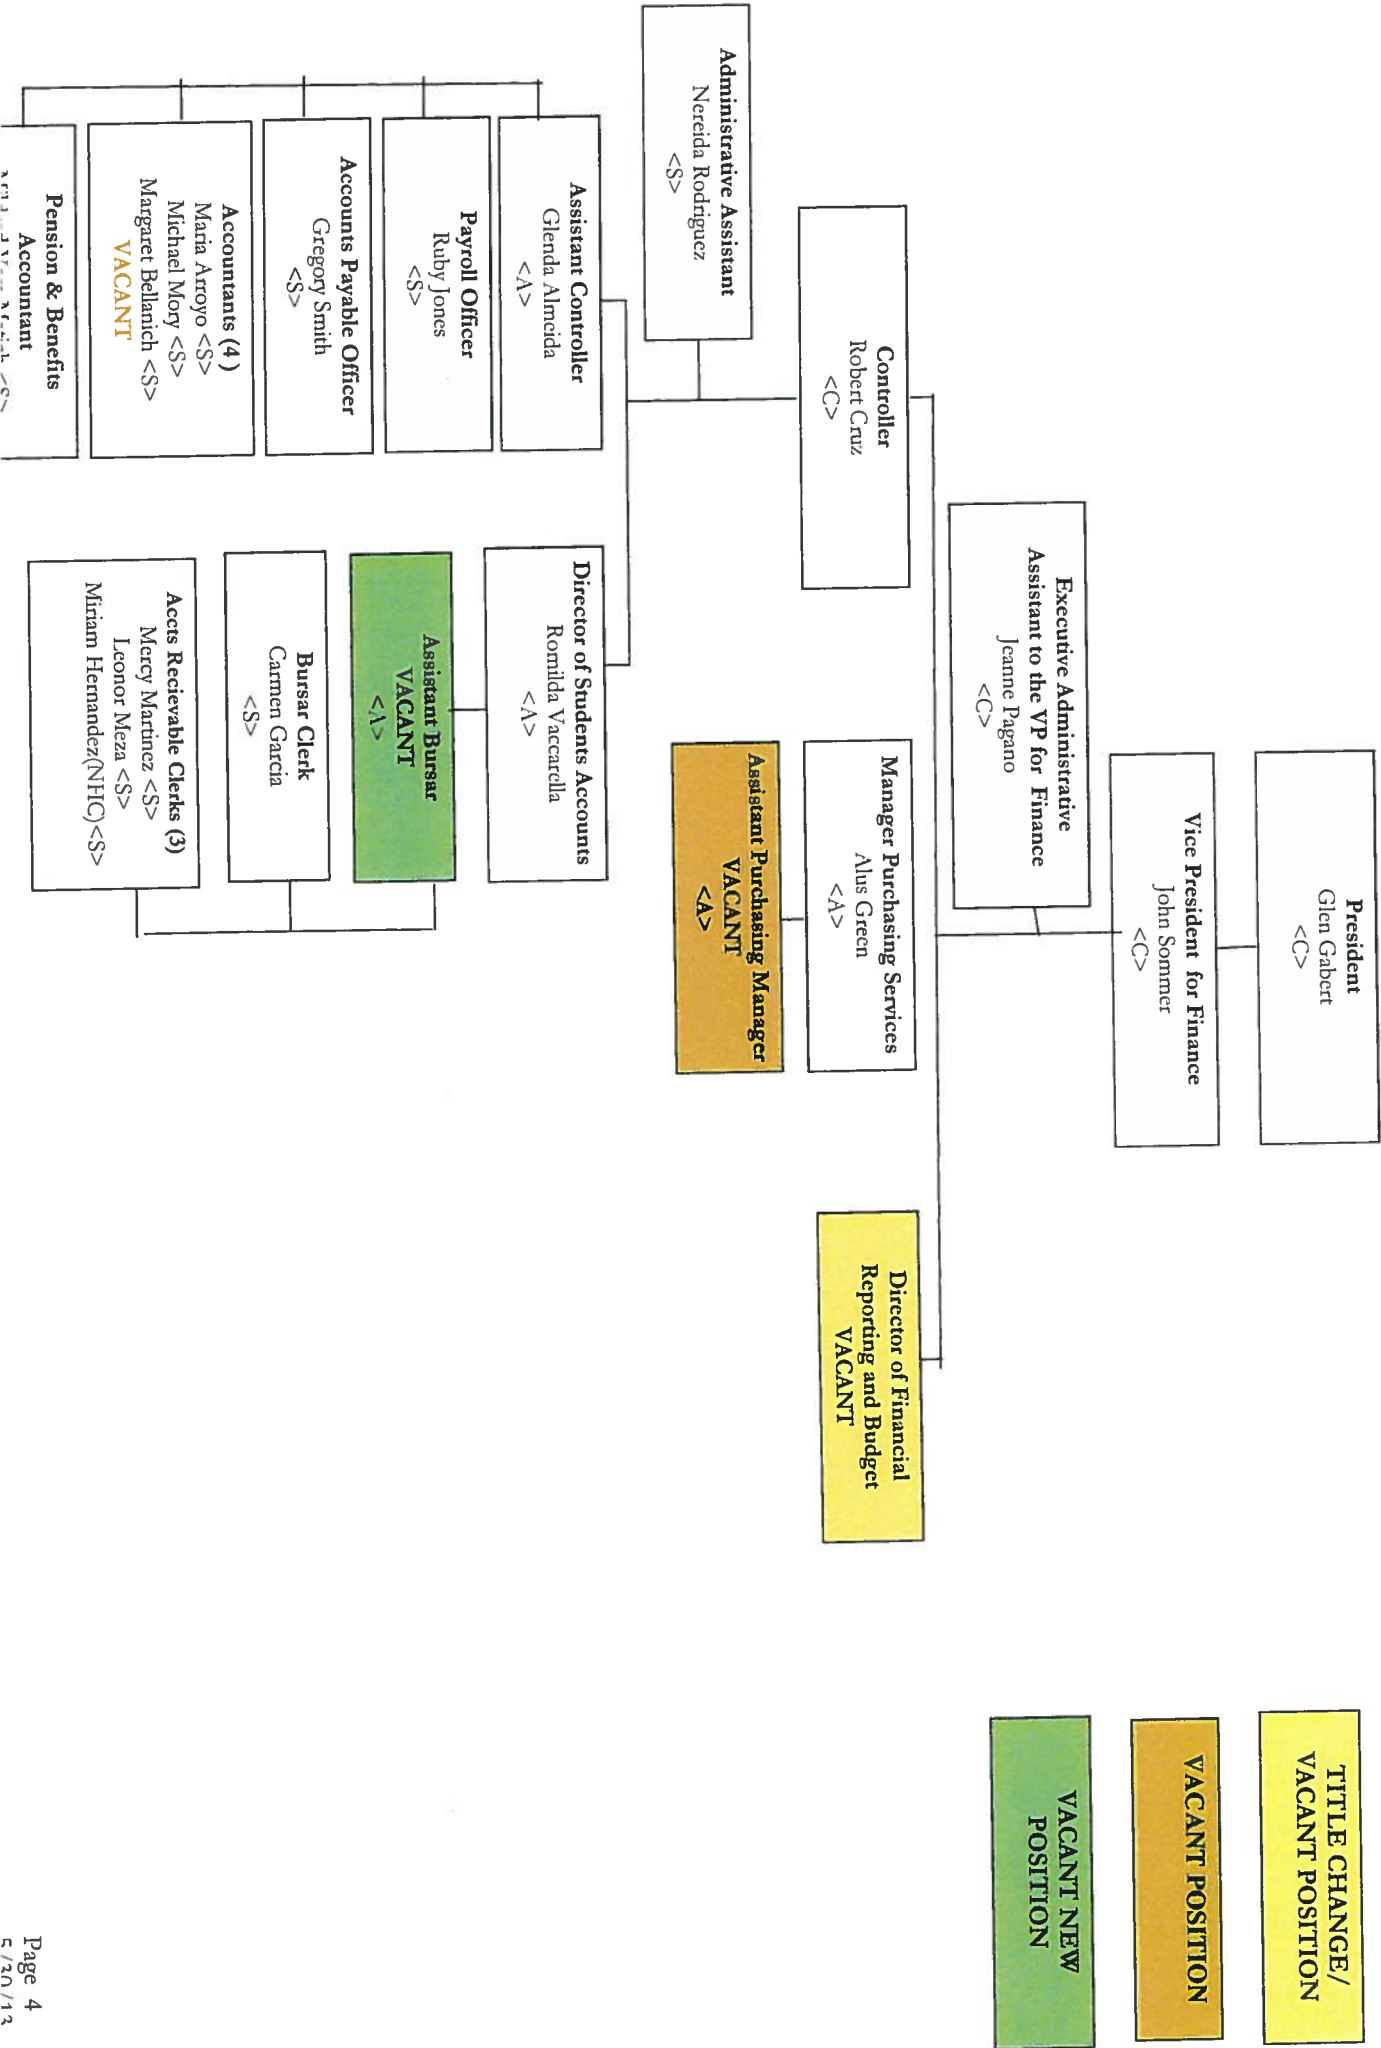 President
Glen Gabert
<C>
Vice President for Finance
John Sommer
<C>
Executive Administrative
Assistant to the VP for Finance
Jeanne Pagano
<C>
Controller
Robert Cruz
<C>
Manager Purchasing Services
Alus Green
<A>
Director of Financial
Reporting and Budget
VACANT
Administrative Assistant
Nereida Rodriguez
<S>
Assistant Purchasing Manager
VACANT
<A>
Assistant Controller
Glenda Almeida
<A>
Payroll Officer
Ruby Jones
<S>
Accounts Payable Officer
Gregory Smith
<S>
Accountants (4)
Maria Arroyo <S>
Michael Mory <S>
Margaret Bellanich <S>
VACANT
Pension & Benefits
Accountant
<S>
Director of Students Accounts
Romilda Vaccarella
<A>
Assistant Bursar
VACANT
<A>
Bursar Clerk
Carmen Garcia
<S>
Accts Recievable Clerks (3)
Mercy Martinez <S>
Leonor Meza <S>
Miriam Hernandez(NHC)<S>
TITLE CHANGE/
VACANT POSITION
VACANT POSITION
VACANT NEW
POSITION
Page 4
5/30/13